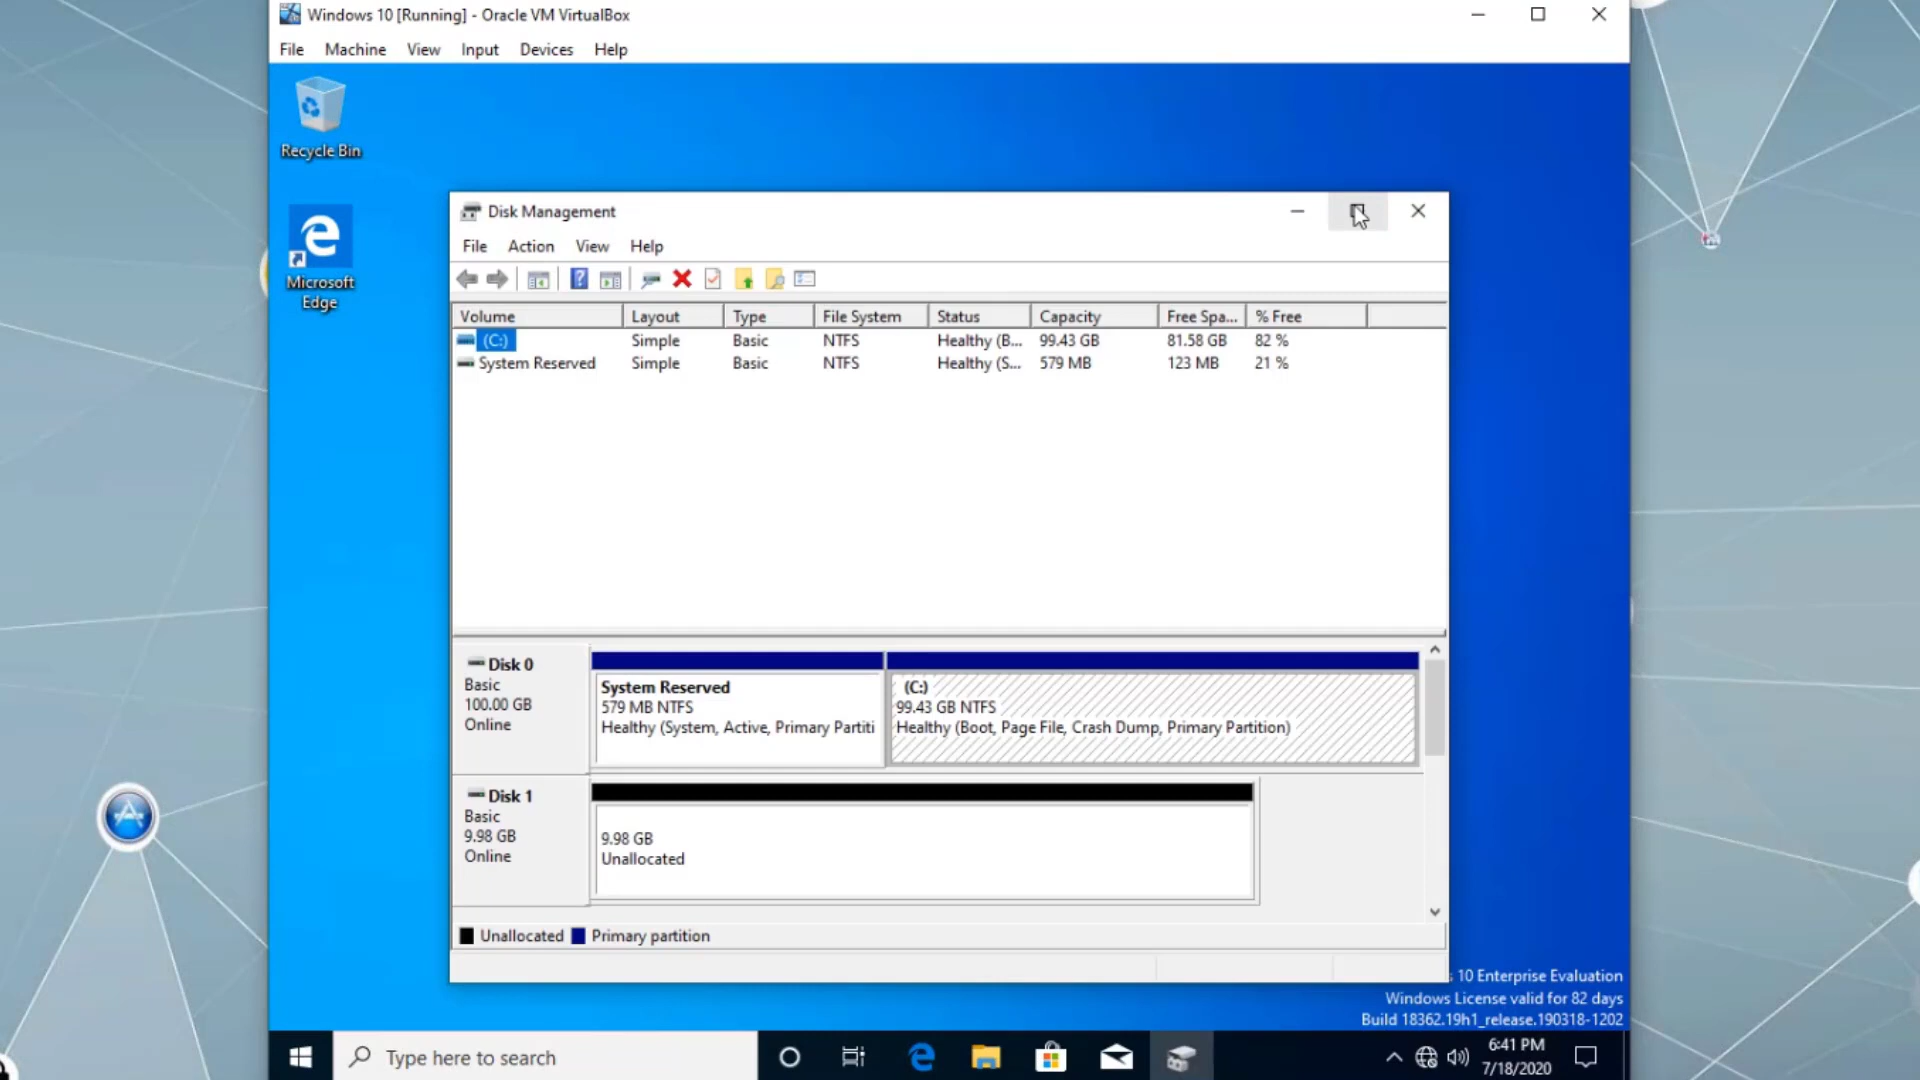 Windows 10 [Running] - Oracle VM VirtualBox
File Machine View Input Devices Help
Recycle Bin
Microsoft
Edge
Disk Management
File Action View Help
Volume Layout Type File System Status Capacity Free Spa... % Free
(C:) Simple Basic NTFS Healthy (B... 99.43 GB 81.58 GB 82 %
System Reserved Simple Basic NTFS Healthy (S... 579 MB 123 MB 21 %
Disk 0
Basic
100.00 GB
Online
System Reserved
579 MB NTFS
Healthy (System, Active, Primary Partiti
(C:)
99.43 GB NTFS
Healthy (Boot, Page File, Crash Dump, Primary Partition)
Disk 1
Basic
9.98 GB
Online
9.98 GB
Unallocated
Unallocated Primary partition
10 Enterprise Evaluation
Windows License valid for 82 days
Build 18362.19h1_release.190318-1202
Type here to search
6:41 PM
7/18/2020